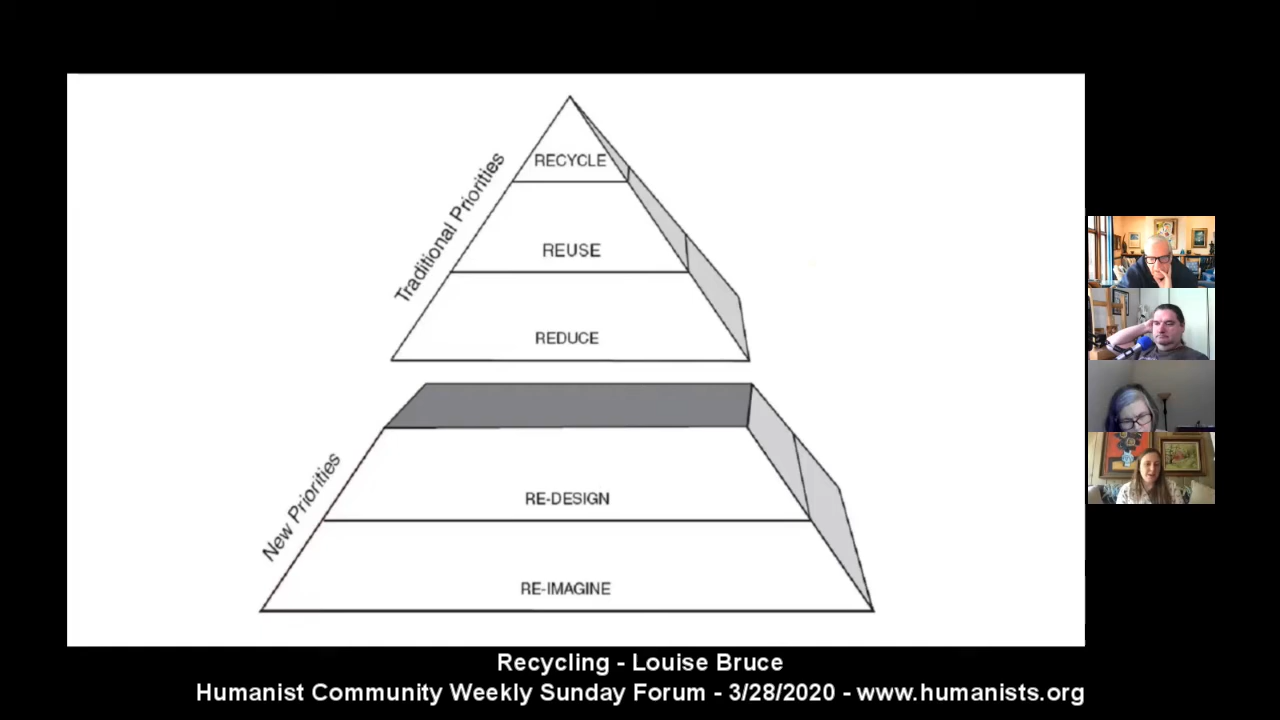 Traditional Priorities
RECYCLE
REUSE
REDUCE
New Priorities
RE-DESIGN
RE-IMAGINE
Recycling - Louise Bruce
Humanist Community Weekly Sunday Forum - 3/28/2020 - www.humanists.org